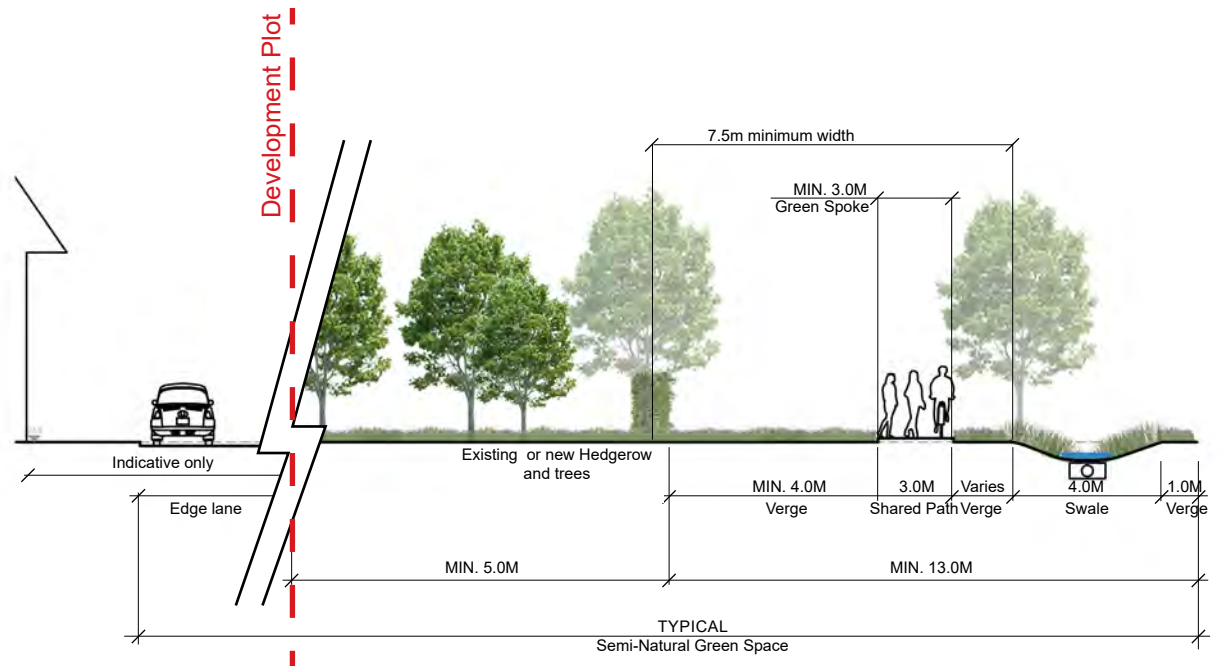 Development Plot
7.5m minimum width
MIN. 3.0M
Green Spoke
Indicative only
Existing or new Hedgerow
and trees
Edge lane
MIN. 4.0M
Verge
3.0M
Shared Path
Varies
Verge
4.0M
Swale
1.0M
Verge
MIN. 5.0M
MIN. 13.0M
TYPICAL
Semi-Natural Green Space